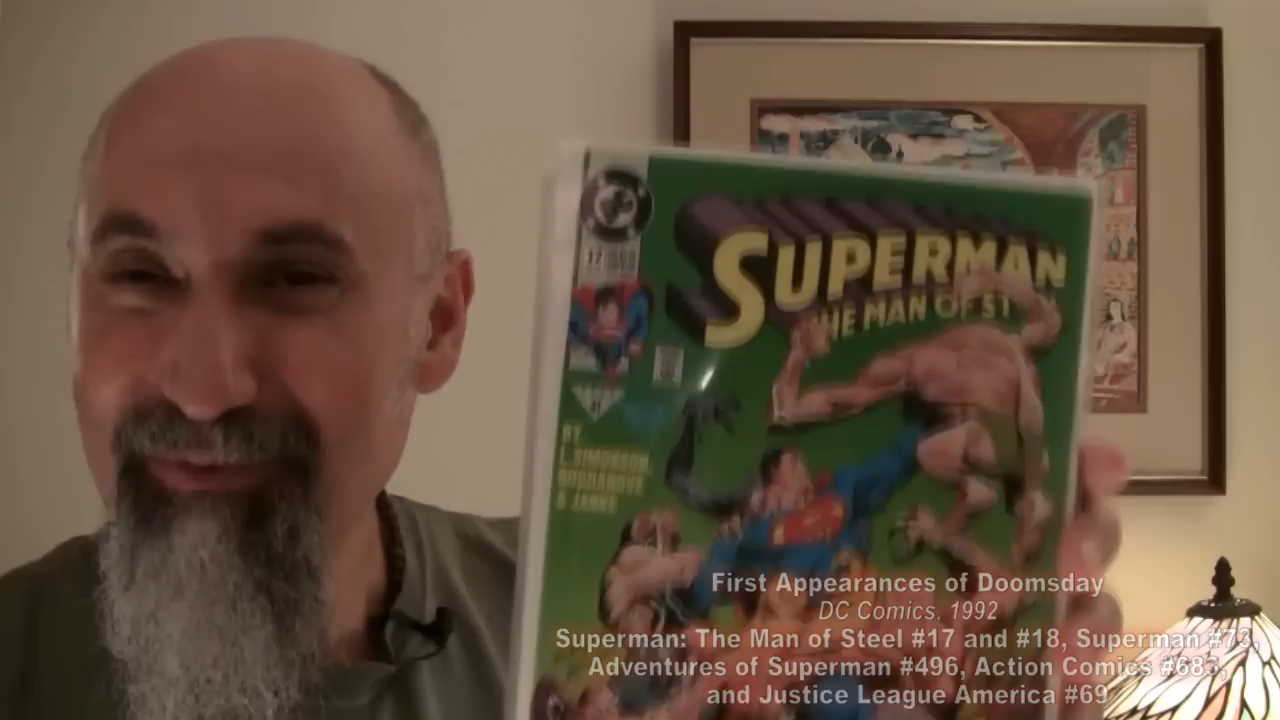 SUPERMAN
THE MAN OF ST
17
BY
L. SIMONSON,
BOGDANOVE
& JANKE
First Appearances of Doomsday
DC Comics, 1992
Superman: The Man of Steel #17 and #18, Superman #73,
Adventures of Superman #496, Action Comics #683,
and Justice League America #69